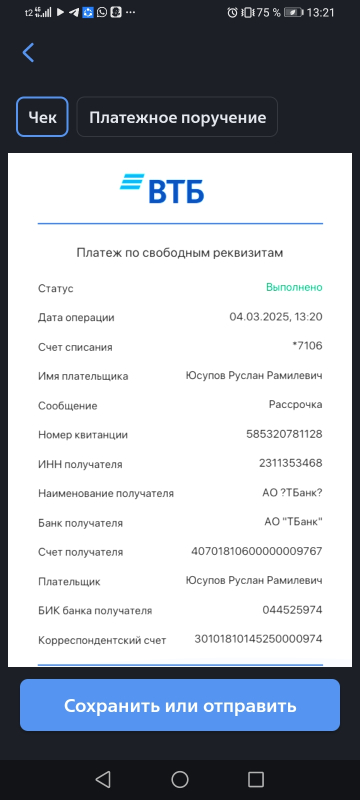 t2 75 % 13:21
Чек Платежное поручение
ВТБ
Платеж по свободным реквизитам
Статус Выполнено
Дата операции 04.03.2025, 13:20
Счет списания *7106
Имя плательщика Юсупов Руслан Рамилевич
Сообщение Рассрочка
Номер квитанции 585320781128
ИНН получателя 2311353468
Наименование получателя АО ?ТБанк?
Банк получателя АО "ТБанк"
Счет получателя 40701810600000009767
Плательщик Юсупов Руслан Рамилевич
БИК банка получателя 044525974
Корреспондентский счет 30101810145250000974
Сохранить или отправить